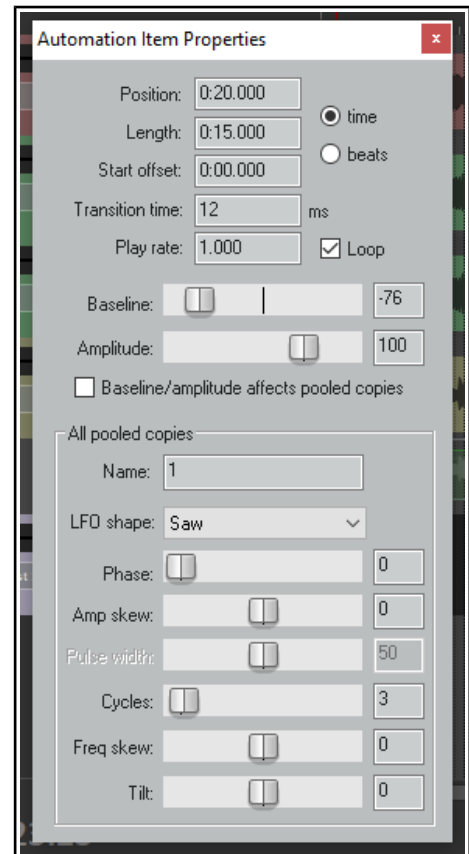 Automation Item Properties
x
Position: 0:20.000
time
Length: 0:15.000
beats
Start offset: 0:00.000
Transition time: 12 ms
Play rate: 1.000 Loop
Baseline: -76
Amplitude: 100
Baseline/amplitude affects pooled copies
All pooled copies
Name: 1
LFO shape: Saw
Phase: 0
Amp skew: 0
Pulse width: 50
Cycles: 3
Freq skew: 0
Tilt: 0